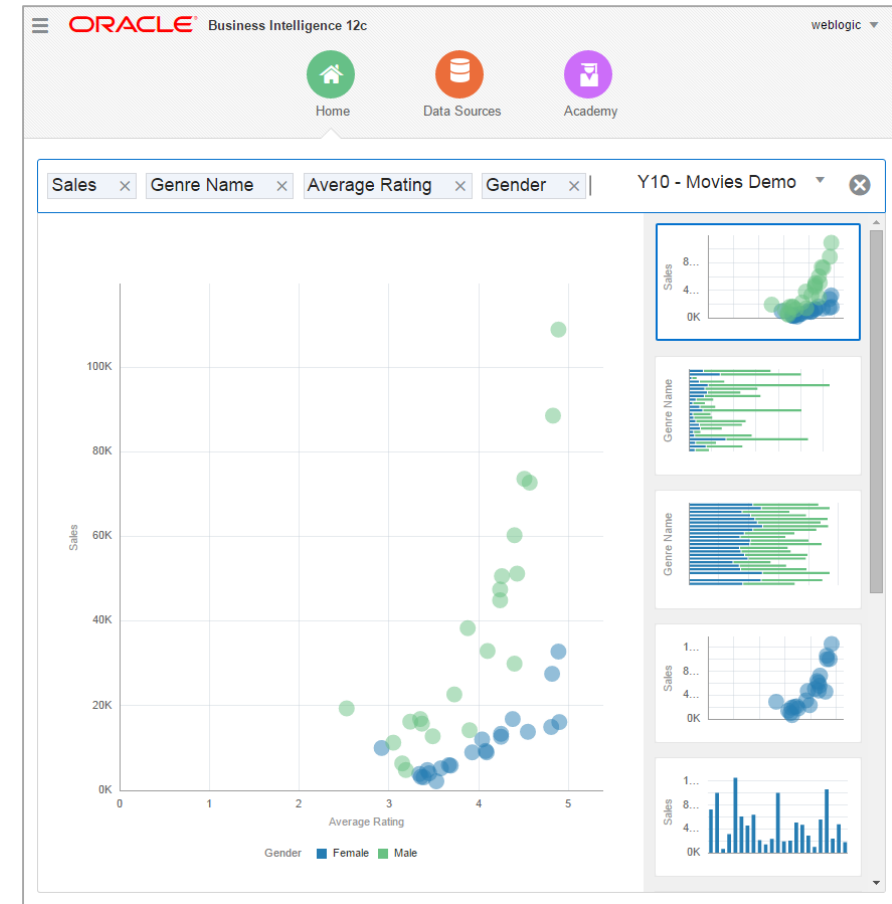 ORACLE® Business Intelligence 12c
weblogic
Home
Data Sources
Academy
Sales × Genre Name × Average Rating × Gender ×
Y10 - Movies Demo
100K
80K
60K
40K
20K
0K
Sales
0 1 2 3 4 5
Average Rating
Gender Female Male
Sales
8...
4...
0K
Genre Name
Genre Name
Sales
1...
8...
4...
0K
Sales
1...
8...
4...
0K